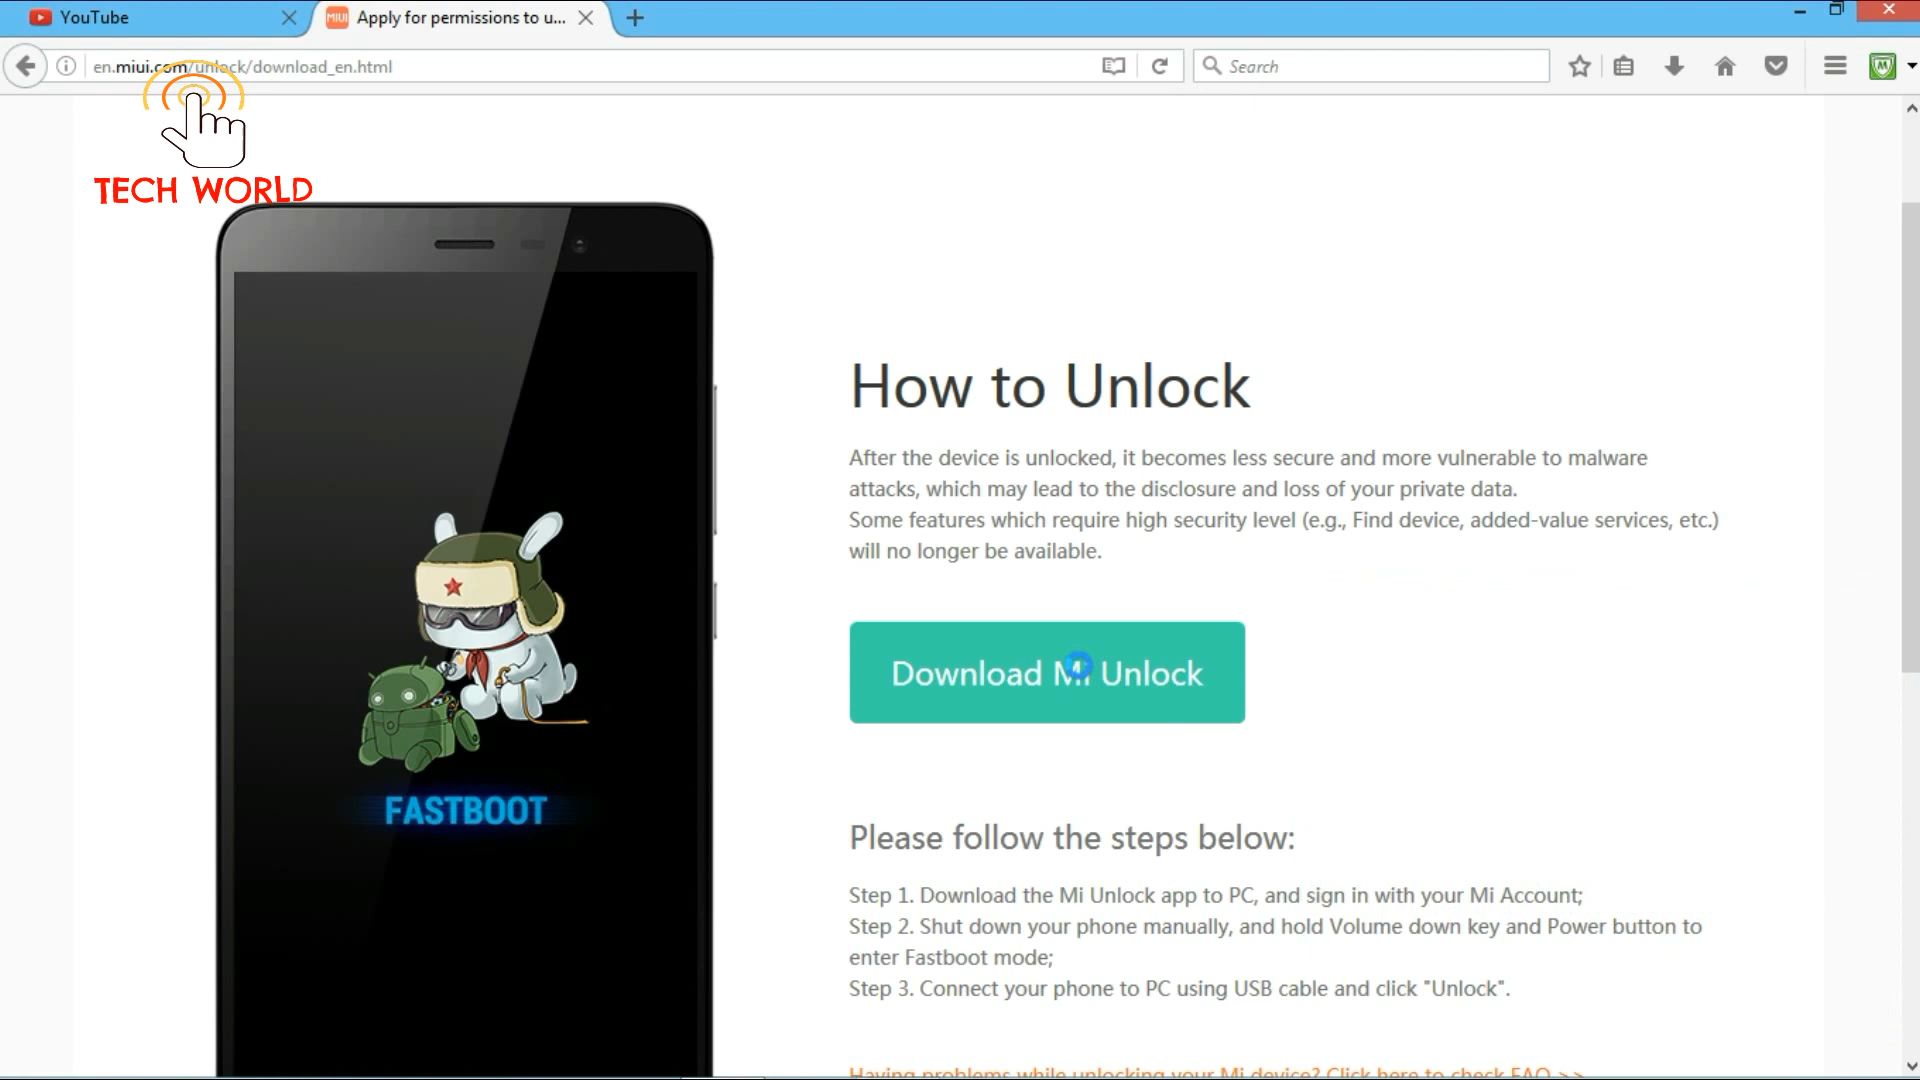 YouTube
MIUI Apply for permissions to u...
en.miui.com/unlock/download_en.html
Search
TECH WORLD
How to Unlock
After the device is unlocked, it becomes less secure and more vulnerable to malware
attacks, which may lead to the disclosure and loss of your private data.
Some features which require high security level (e.g., Find device, added-value services, etc.)
will no longer be available.
Download Mi Unlock
FASTBOOT
Please follow the steps below:
Step 1. Download the Mi Unlock app to PC, and sign in with your Mi Account;
Step 2. Shut down your phone manually, and hold Volume down key and Power button to
enter Fastboot mode;
Step 3. Connect your phone to PC using USB cable and click "Unlock".
Having problems while unlocking your Mi device? Click here to check FAQ >>